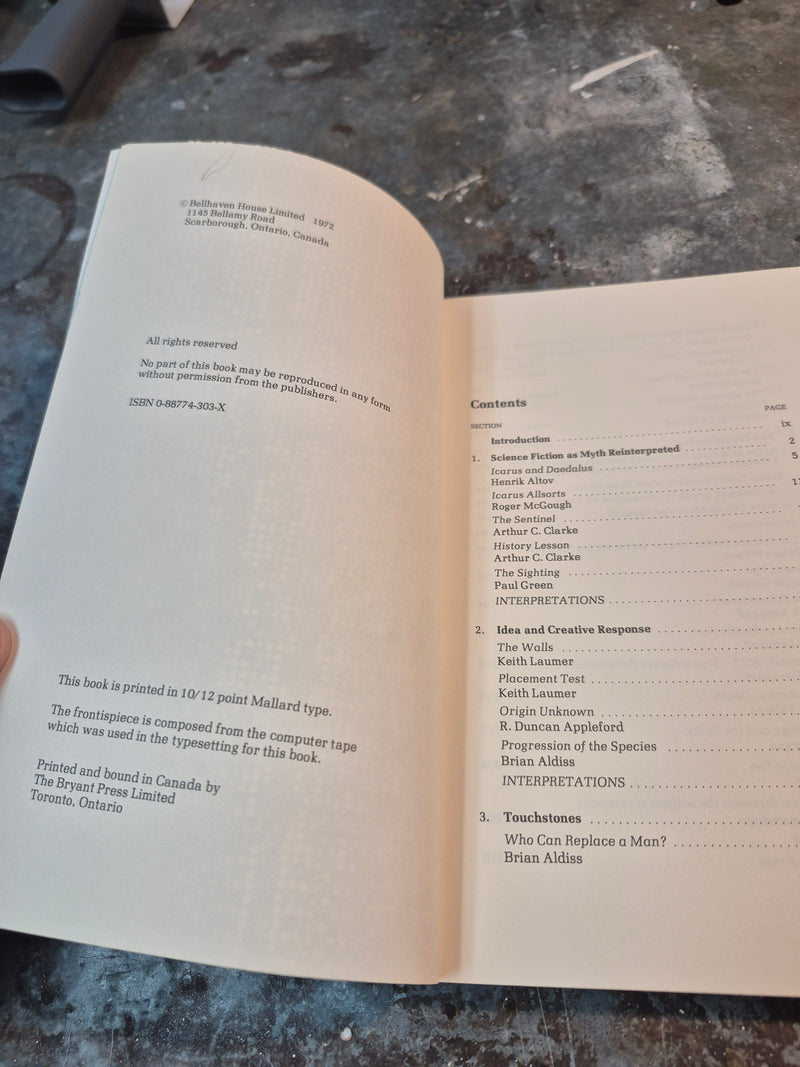 © Bellhaven House Limited 1972
1145 Bellamy Road
Scarborough, Ontario, Canada
All rights reserved
No part of this book may be reproduced in any form
without permission from the publishers.
ISBN 0-88774-303-X
This book is printed in 10/12 point Mallard type.
The frontispiece is composed from the computer tape
which was used in the typesetting for this book.
Printed and bound in Canada by
The Bryant Press Limited
Toronto, Ontario
Contents
SECTION PAGE
Introduction ix
1. Science Fiction as Myth Reinterpreted 2
Icarus and Daedalus 5
Henrik Altov
Icarus Allsorts
Roger McGough
The Sentinel
Arthur C. Clarke
History Lesson
Arthur C. Clarke
The Sighting
Paul Green
INTERPRETATIONS
2. Idea and Creative Response
The Walls
Keith Laumer
Placement Test
Keith Laumer
Origin Unknown
R. Duncan Appleford
Progression of the Species
Brian Aldiss
INTERPRETATIONS
3. Touchstones
Who Can Replace a Man?
Brian Aldiss